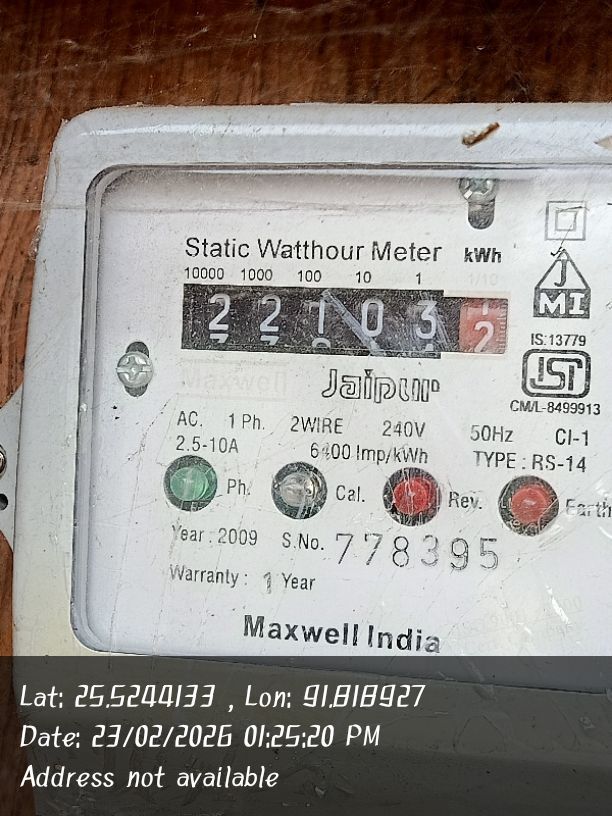 Static Watthour Meter kWh
10000 1000 100 10 1 1/10
2 2 1 0 3 2
Maxwell Jaipur
J
MI
IS:13779
ISI
CM/L-8499913
AC. 1 Ph. 2WIRE 240V 50Hz Cl-1
2.5-10A 6400 Imp/kWh TYPE : RS-14
Ph. Cal. Rev. Earth
Year : 2009 S.No. 778395
Warranty : 1 Year
Maxwell India
Lat: 25.5244133 , Lon: 91.818927
Date: 23/02/2026 01:25:20 PM
Address not available